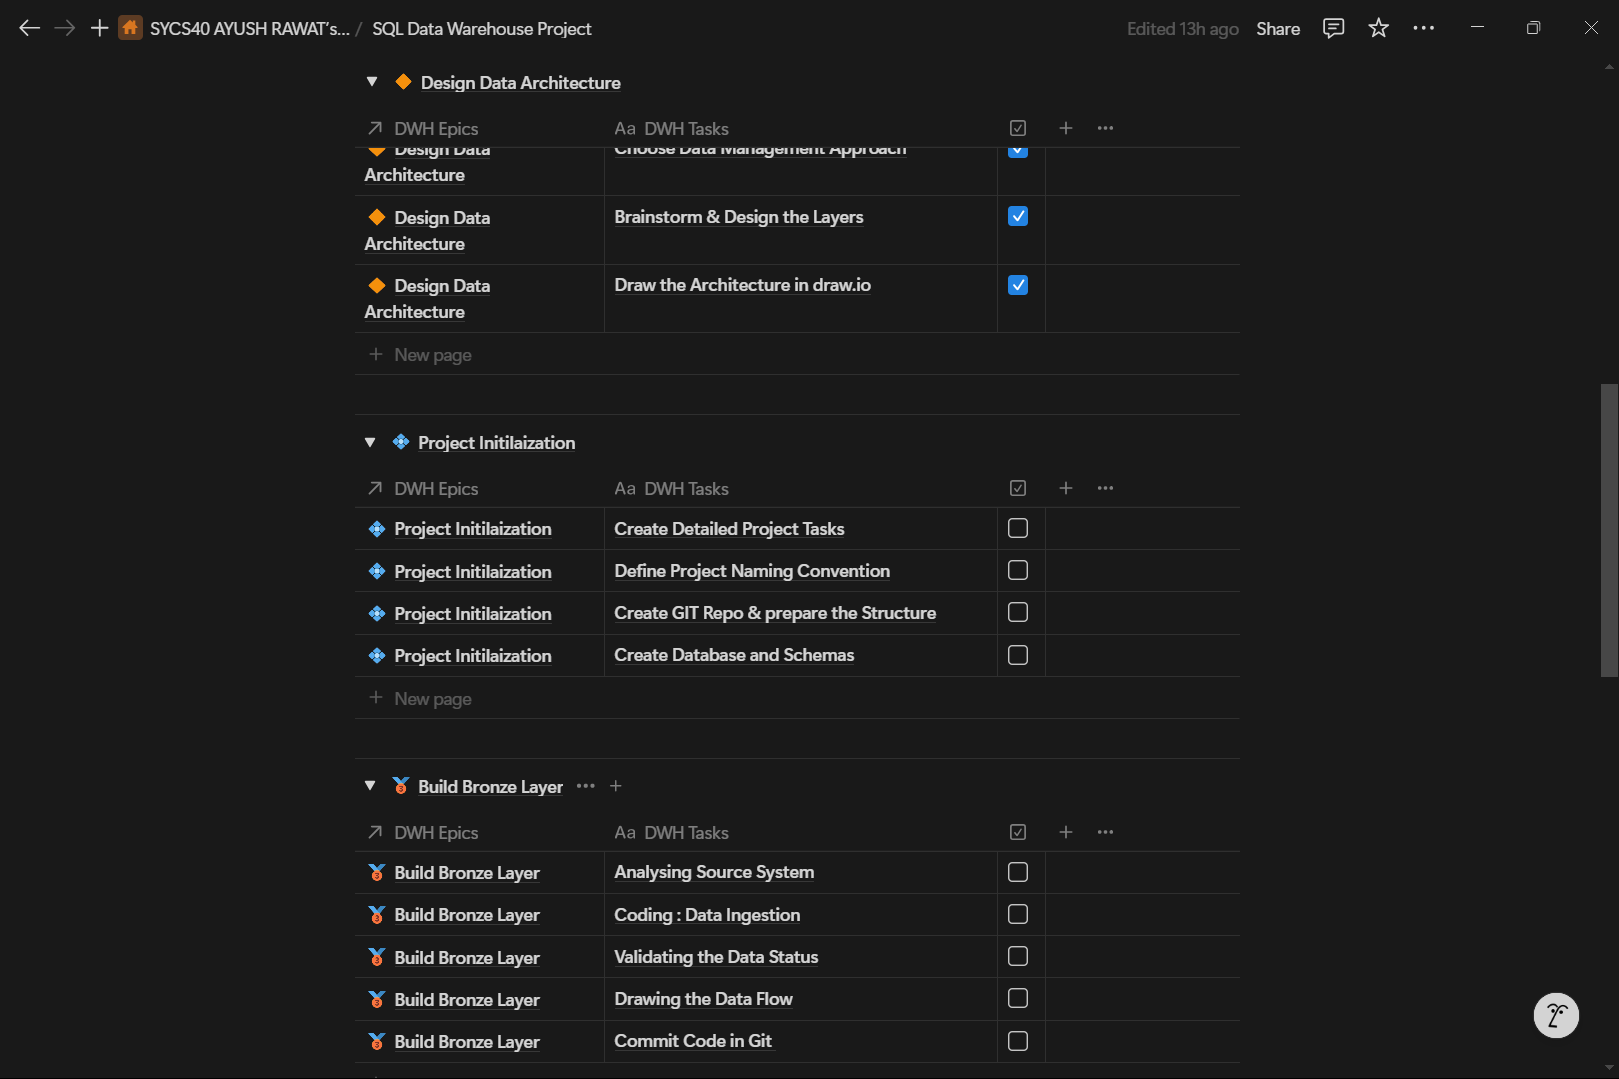 SYCS40 AYUSH RAWAT's... / SQL Data Warehouse Project
Edited 13h ago Share
Design Data Architecture
DWH Epics Aa DWH Tasks
Design Data Architecture Choose Data Management Approach
Design Data Architecture Brainstorm & Design the Layers
Design Data Architecture Draw the Architecture in draw.io
New page
Project Initilaization
DWH Epics Aa DWH Tasks
Project Initilaization Create Detailed Project Tasks
Project Initilaization Define Project Naming Convention
Project Initilaization Create GIT Repo & prepare the Structure
Project Initilaization Create Database and Schemas
New page
Build Bronze Layer
DWH Epics Aa DWH Tasks
Build Bronze Layer Analysing Source System
Build Bronze Layer Coding : Data Ingestion
Build Bronze Layer Validating the Data Status
Build Bronze Layer Drawing the Data Flow
Build Bronze Layer Commit Code in Git